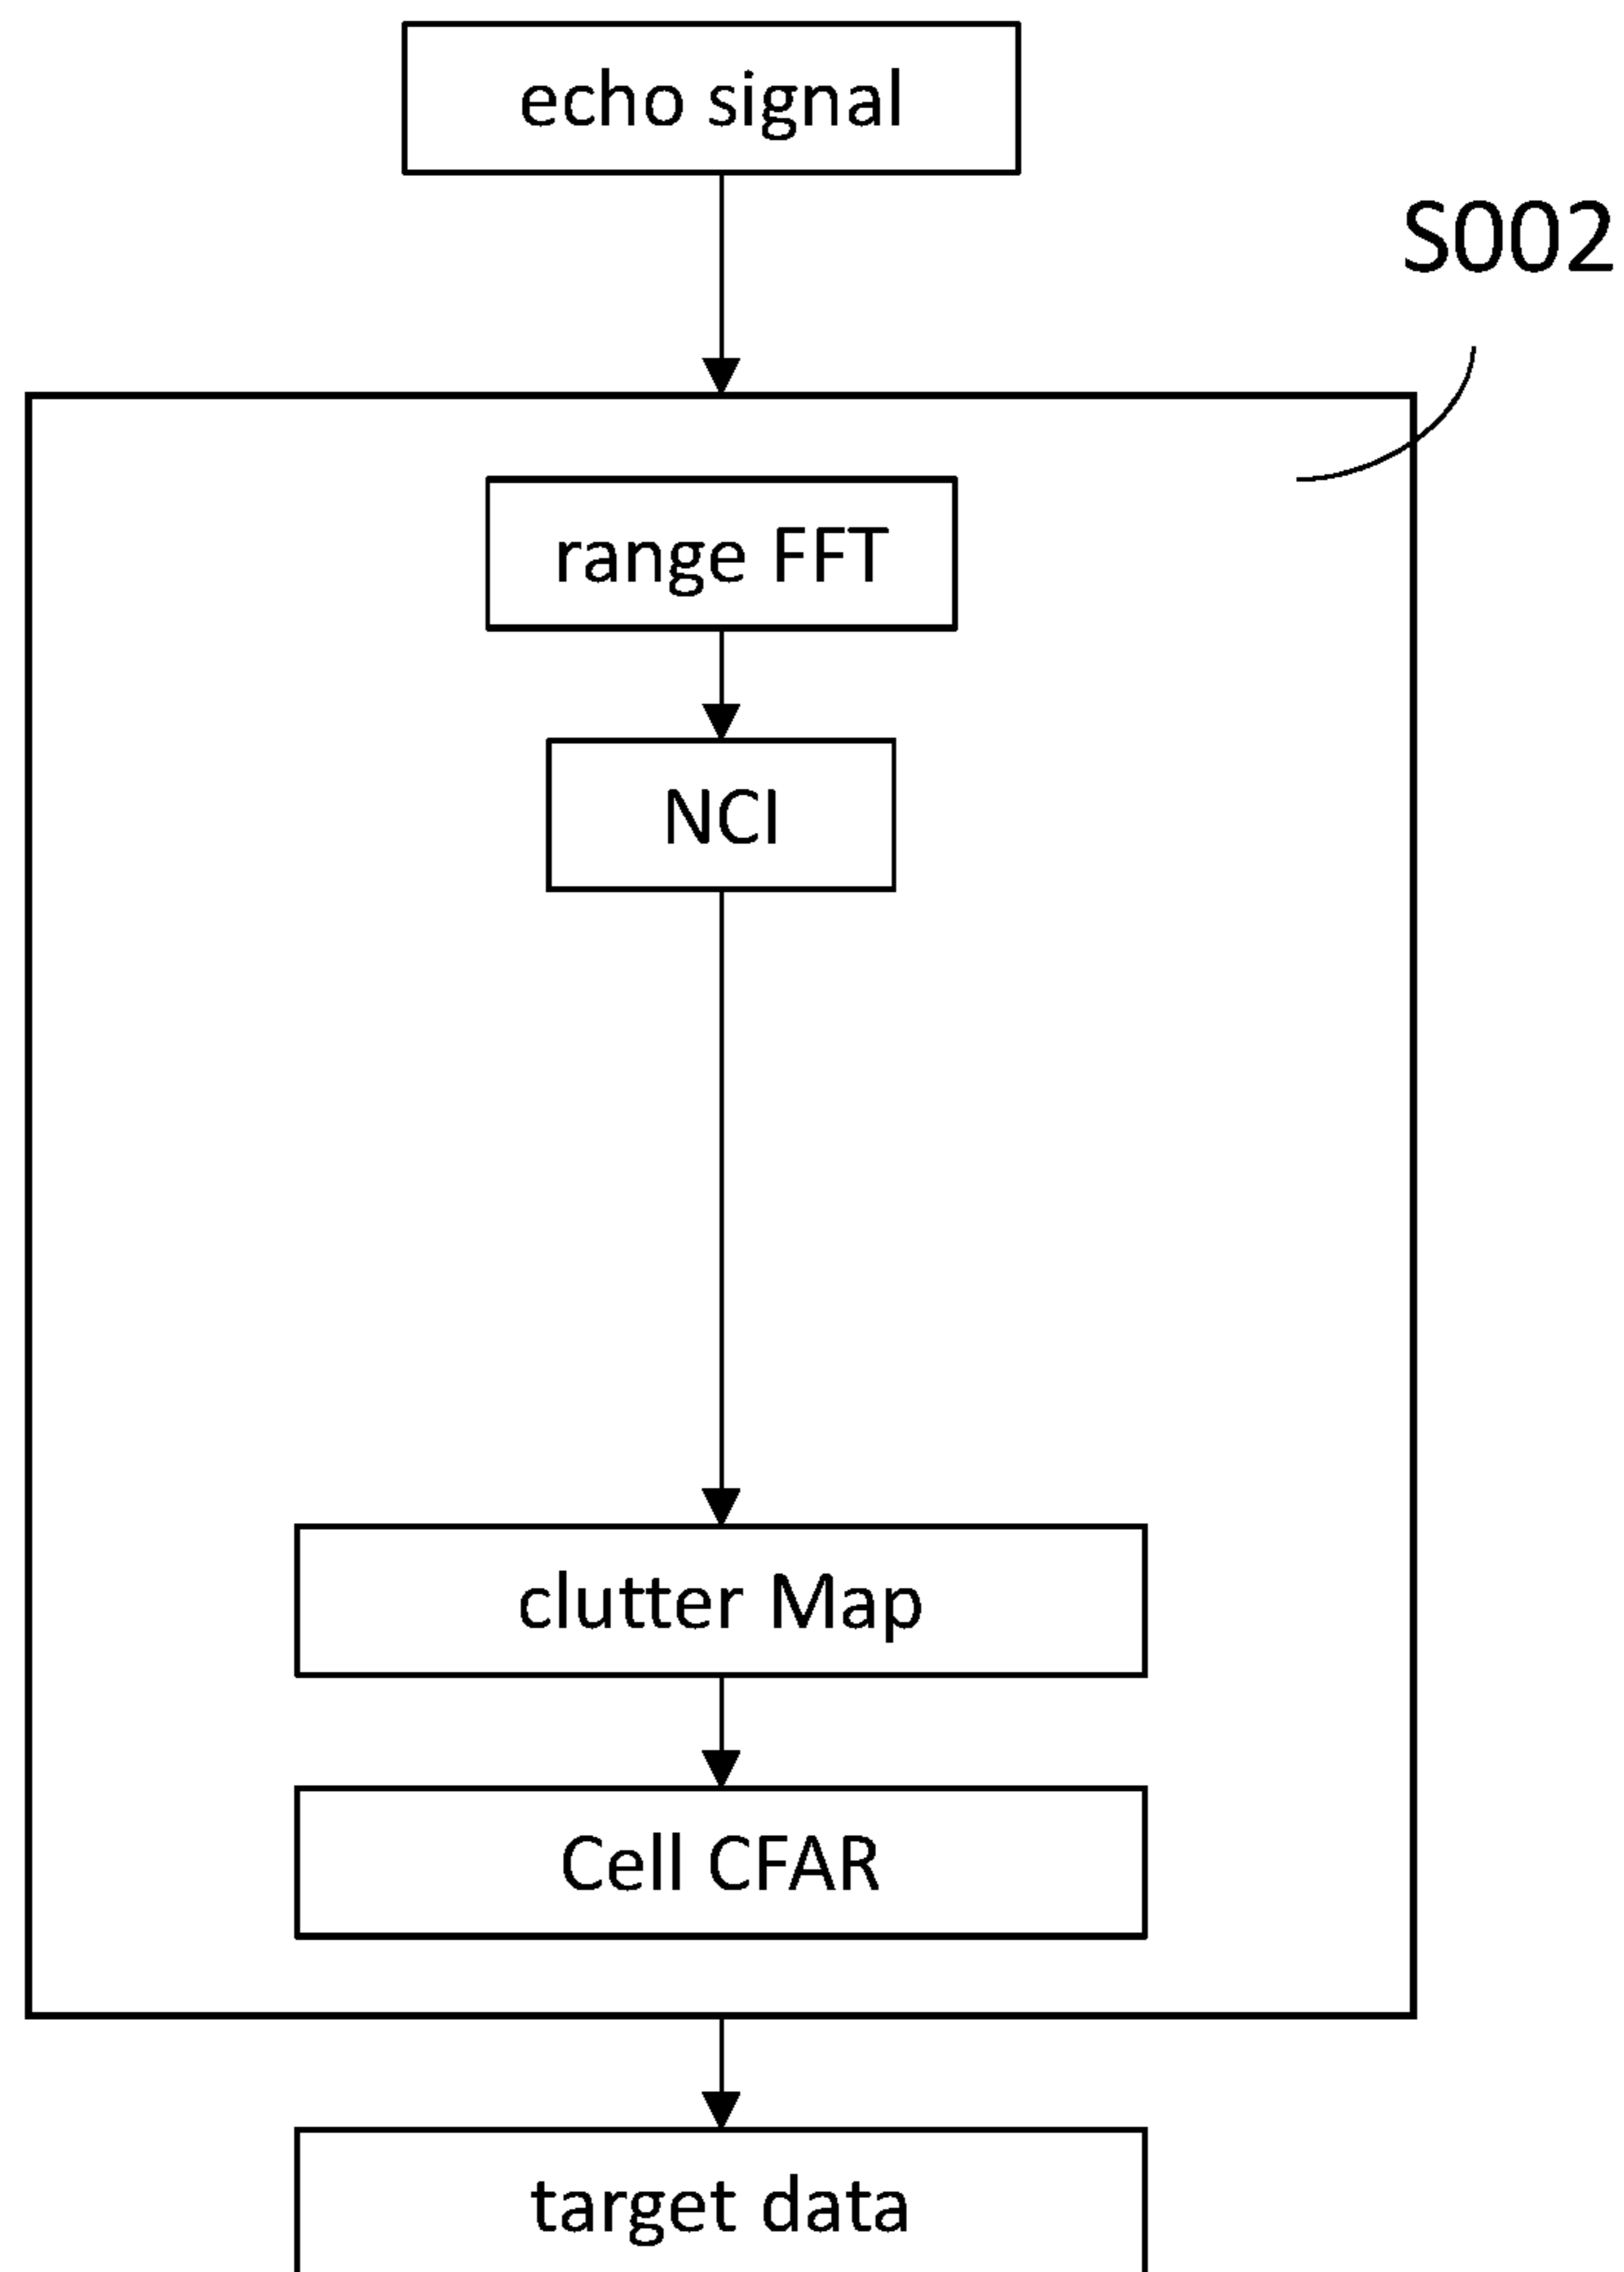 echo signal
S002
range FFT
NCI
clutter Map
Cell CFAR
target data